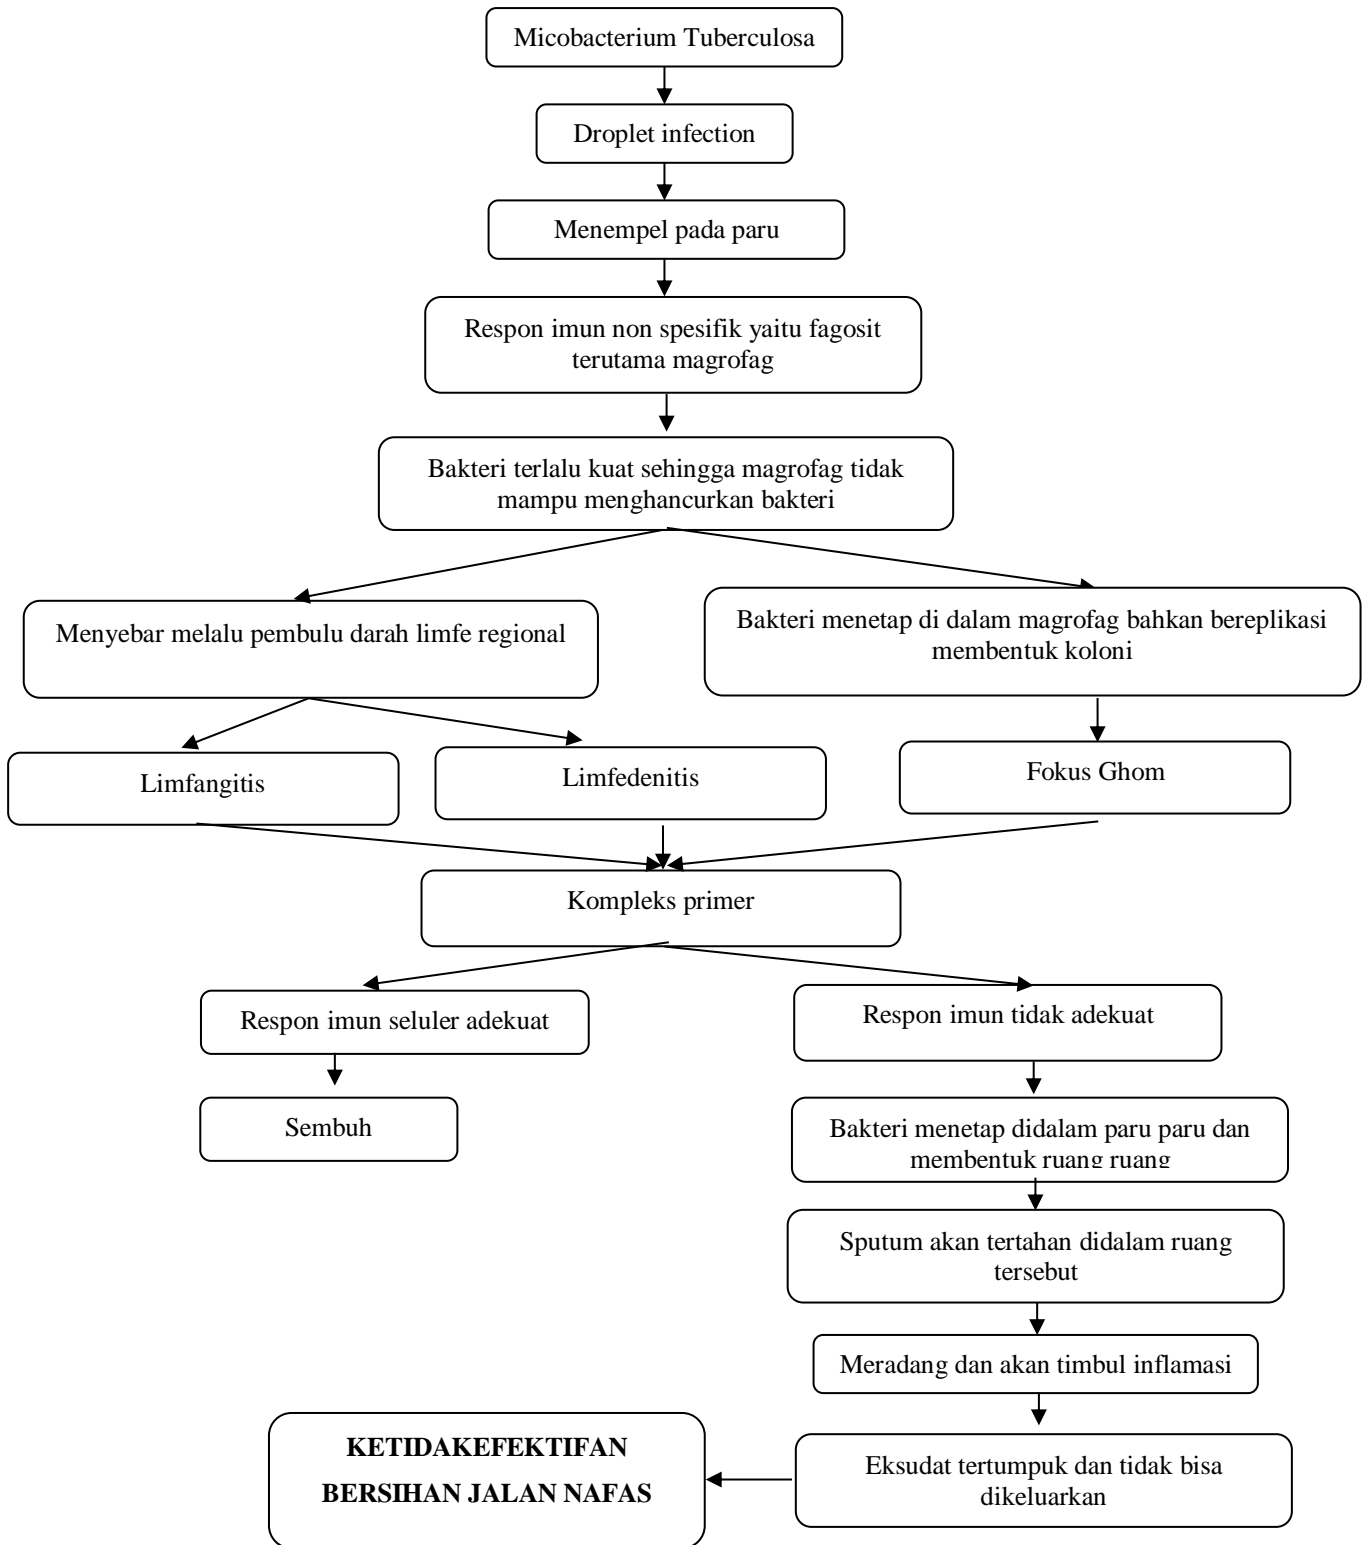 Micobacterium Tuberculosa
Droplet infection
Menempel pada paru
Respon imun non spesifik yaitu fagosit
terutama magrofag
Bakteri terlalu kuat sehingga magrofag tidak
mampu menghancurkan bakteri
Menyebar melalu pembulu darah limfe regional
Bakteri menetap di dalam magrofag bahkan bereplikasi
membentuk koloni
Limfangitis
Limfedenitis
Fokus Ghom
Kompleks primer
Respon imun seluler adekuat
Respon imun tidak adekuat
Sembuh
Bakteri menetap didalam paru paru dan
membentuk ruang ruang
Sputum akan tertahan didalam ruang
tersebut
Meradang dan akan timbul inflamasi
Eksudat tertumpuk dan tidak bisa
dikeluarkan
KETIDAKEFEKTIFAN
BERSIHAN JALAN NAFAS